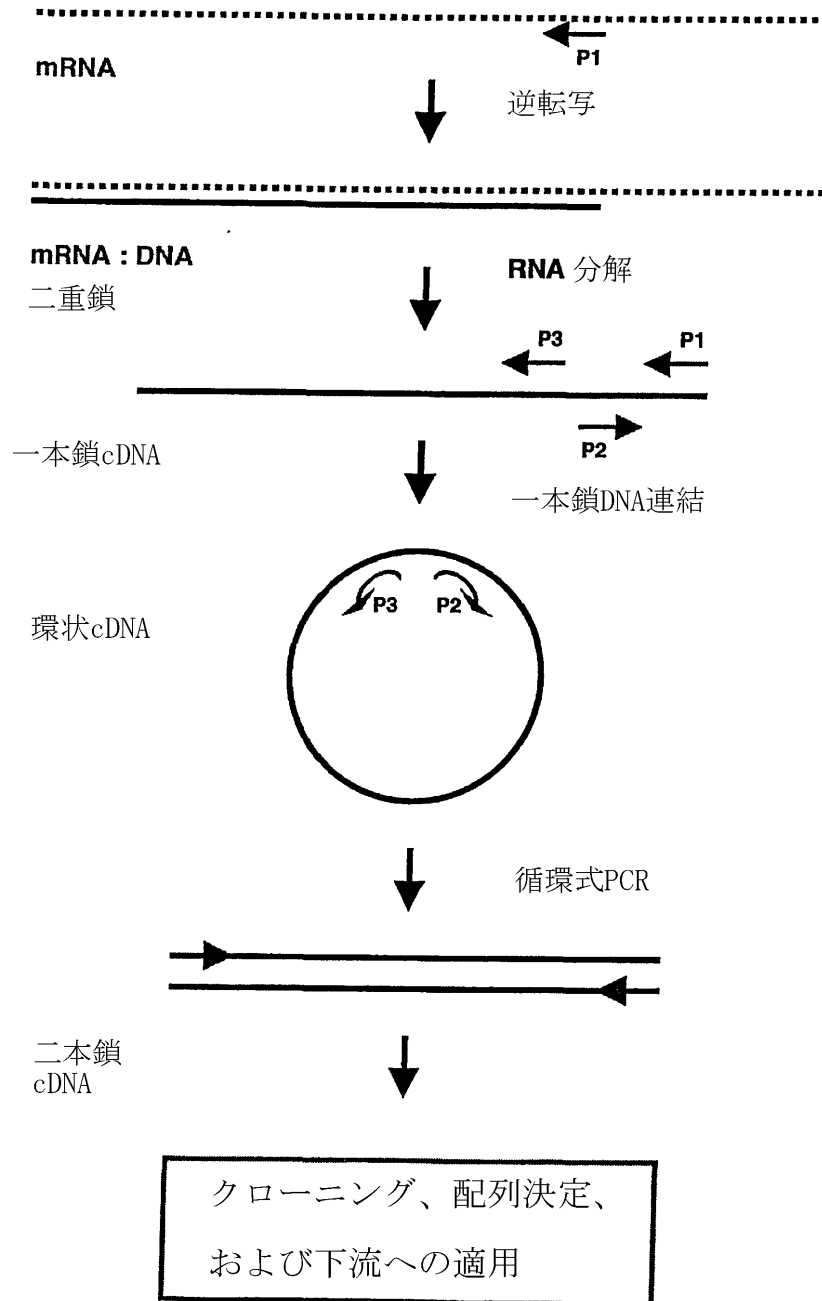 P1
mRNA
逆転写
mRNA : DNA
二重鎖
RNA 分解
P3
P1
P2
一本鎖cDNA
一本鎖DNA連結
P3
P2
環状cDNA
循環式PCR
二本鎖
cDNA
クローニング、配列決定、
および下流への適用